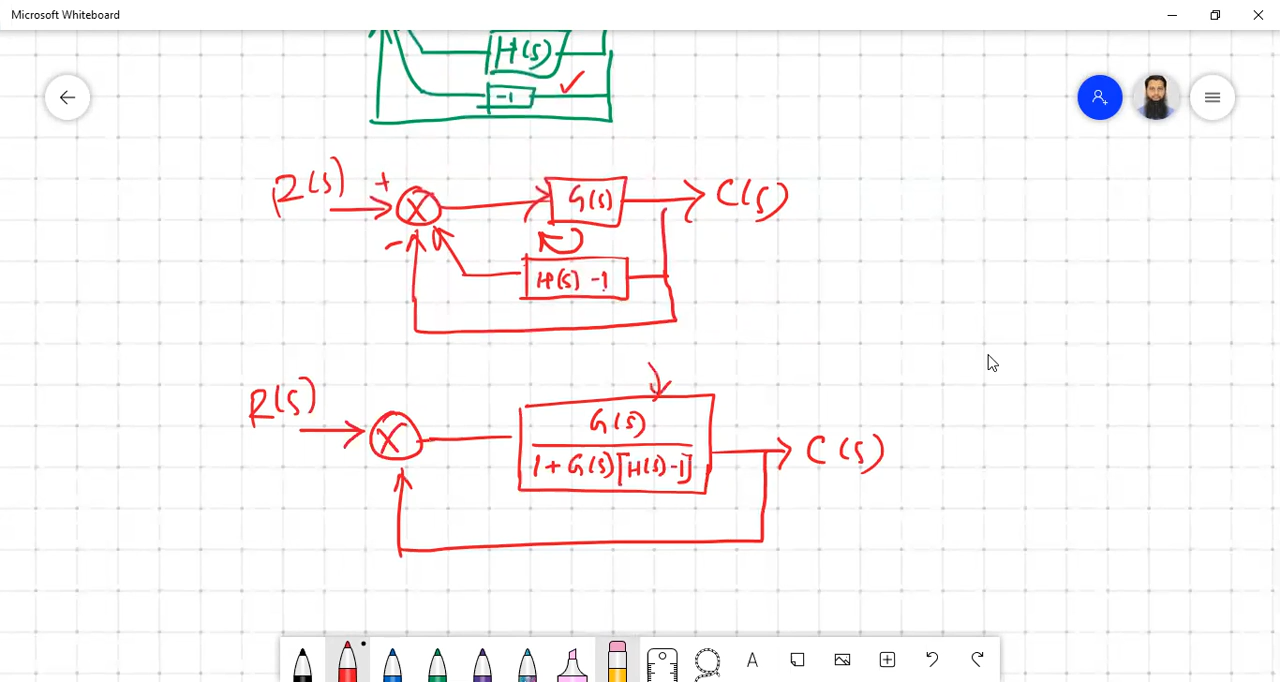 Microsoft Whiteboard
H(s)
-1 ✓
R(s) + X G(s) C(s)
-
H(s) -1
R(s) X G(s) C(s)
1 + G(s)[H(s) -1]
A